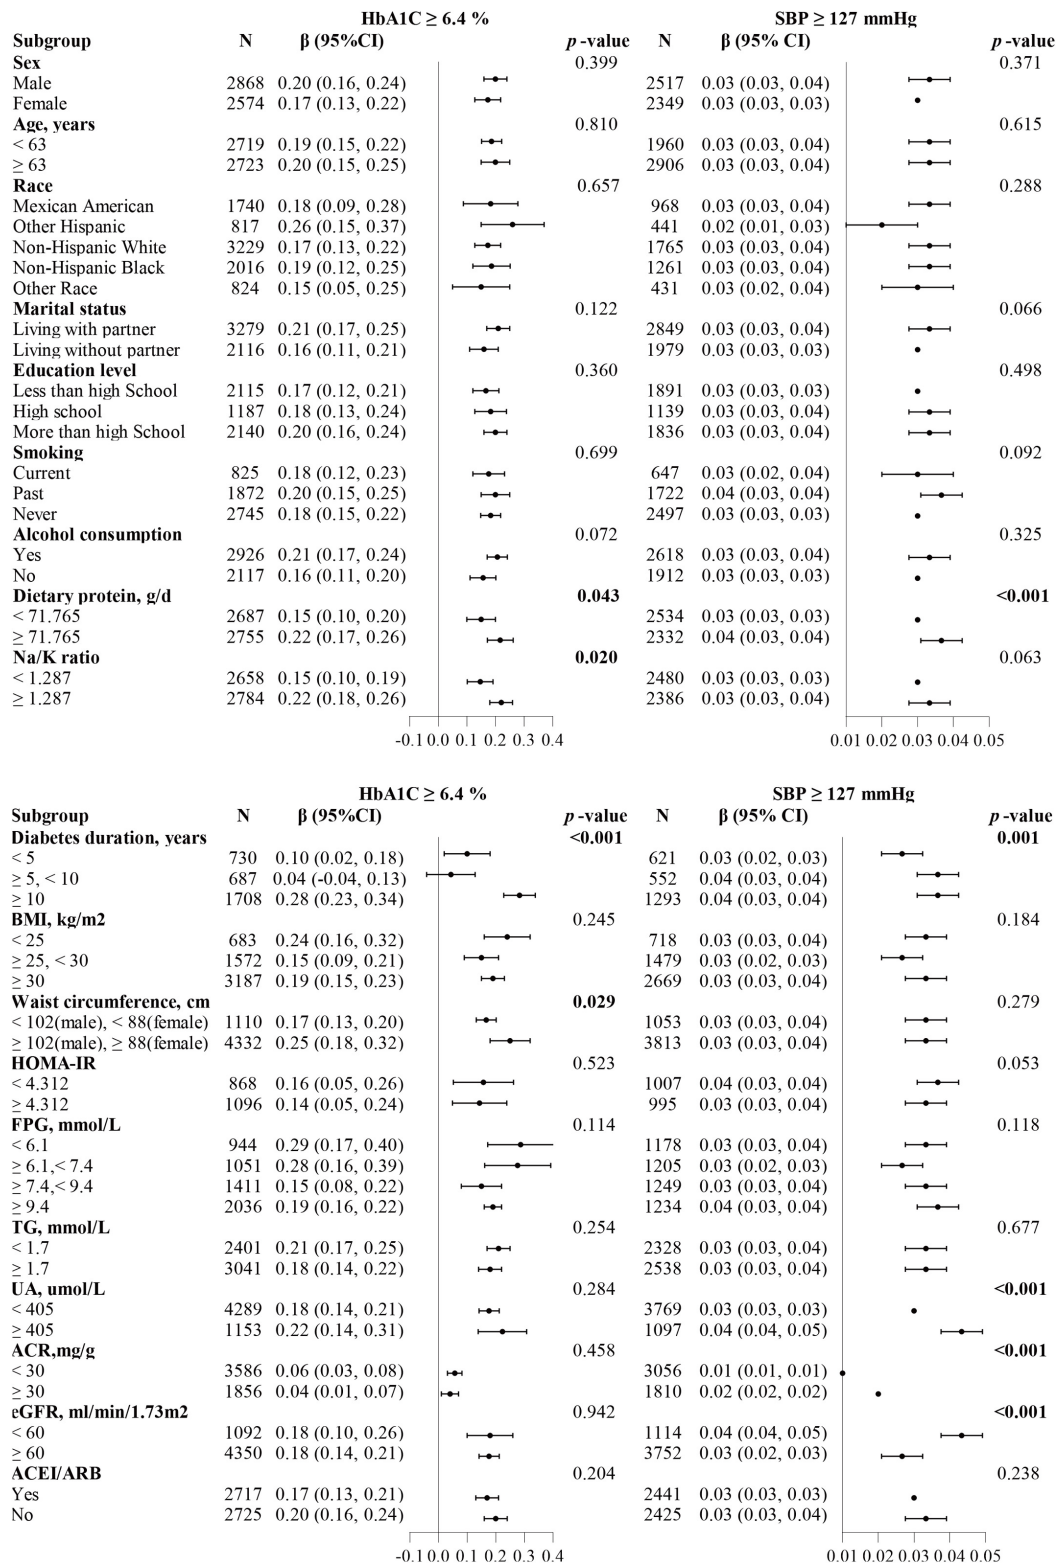 HbA1C ≥ 6.4 % SBP ≥ 127 mmHg
Subgroup N β (95%CI) p -value N β (95% CI) p -value
Sex 0.399 0.371
Male 2868 0.20 (0.16, 0.24) 2517 0.03 (0.03, 0.04)
Female 2574 0.17 (0.13, 0.22) 2349 0.03 (0.03, 0.03)
Age, years 0.810 0.615
< 63 2719 0.19 (0.15, 0.22) 1960 0.03 (0.03, 0.04)
≥ 63 2723 0.20 (0.15, 0.25) 2906 0.03 (0.03, 0.04)
Race 0.657 0.288
Mexican American 1740 0.18 (0.09, 0.28) 968 0.03 (0.03, 0.04)
Other Hispanic 817 0.26 (0.15, 0.37) 441 0.02 (0.01, 0.03)
Non-Hispanic White 3229 0.17 (0.13, 0.22) 1765 0.03 (0.03, 0.04)
Non-Hispanic Black 2016 0.19 (0.12, 0.25) 1261 0.03 (0.03, 0.04)
Other Race 824 0.15 (0.05, 0.25) 431 0.03 (0.02, 0.04)
Marital status 0.122 0.066
Living with partner 3279 0.21 (0.17, 0.25) 2849 0.03 (0.03, 0.04)
Living without partner 2116 0.16 (0.11, 0.21) 1979 0.03 (0.03, 0.03)
Education level 0.360 0.498
Less than high School 2115 0.17 (0.12, 0.21) 1891 0.03 (0.03, 0.03)
High school 1187 0.18 (0.13, 0.24) 1139 0.03 (0.03, 0.04)
More than high School 2140 0.20 (0.16, 0.24) 1836 0.03 (0.03, 0.04)
Smoking 0.699 0.092
Current 825 0.18 (0.12, 0.23) 647 0.03 (0.02, 0.04)
Past 1872 0.20 (0.15, 0.25) 1722 0.04 (0.03, 0.04)
Never 2745 0.18 (0.15, 0.22) 2497 0.03 (0.03, 0.03)
Alcohol consumption 0.072 0.325
Yes 2926 0.21 (0.17, 0.24) 2618 0.03 (0.03, 0.04)
No 2117 0.16 (0.11, 0.20) 1912 0.03 (0.03, 0.03)
Dietary protein, g/d 0.043 <0.001
< 71.765 2687 0.15 (0.10, 0.20) 2534 0.03 (0.03, 0.03)
≥ 71.765 2755 0.22 (0.17, 0.26) 2332 0.04 (0.03, 0.04)
Na/K ratio 0.020 0.063
< 1.287 2658 0.15 (0.10, 0.19) 2480 0.03 (0.03, 0.03)
≥ 1.287 2784 0.22 (0.18, 0.26) 2386 0.03 (0.03, 0.04)
-0.1 0.0 0.1 0.2 0.3 0.4 0.01 0.02 0.03 0.04 0.05
HbA1C ≥ 6.4 % SBP ≥ 127 mmHg
Subgroup N β (95%CI) p -value N β (95% CI) p -value
Diabetes duration, years <0.001 0.001
< 5 730 0.10 (0.02, 0.18) 621 0.03 (0.02, 0.03)
≥ 5, < 10 687 0.04 (-0.04, 0.13) 552 0.04 (0.03, 0.04)
≥ 10 1708 0.28 (0.23, 0.34) 1293 0.04 (0.03, 0.04)
BMI, kg/m2 0.245 0.184
< 25 683 0.24 (0.16, 0.32) 718 0.03 (0.03, 0.04)
≥ 25, < 30 1572 0.15 (0.09, 0.21) 1479 0.03 (0.02, 0.03)
≥ 30 3187 0.19 (0.15, 0.23) 2669 0.03 (0.03, 0.04)
Waist circumference, cm 0.029 0.279
< 102(male), < 88(female) 1110 0.17 (0.13, 0.20) 1053 0.03 (0.03, 0.04)
≥ 102(male), ≥ 88(female) 4332 0.25 (0.18, 0.32) 3813 0.03 (0.03, 0.04)
HOMA-IR 0.523 0.053
< 4.312 868 0.16 (0.05, 0.26) 1007 0.04 (0.03, 0.04)
≥ 4.312 1096 0.14 (0.05, 0.24) 995 0.03 (0.03, 0.04)
FPG, mmol/L 0.114 0.118
< 6.1 944 0.29 (0.17, 0.40) 1178 0.03 (0.03, 0.04)
≥ 6.1,< 7.4 1051 0.28 (0.16, 0.39) 1205 0.03 (0.02, 0.03)
≥ 7.4,< 9.4 1411 0.15 (0.08, 0.22) 1249 0.03 (0.03, 0.04)
≥ 9.4 2036 0.19 (0.16, 0.22) 1234 0.04 (0.03, 0.04)
TG, mmol/L 0.254 0.677
< 1.7 2401 0.21 (0.17, 0.25) 2328 0.03 (0.03, 0.04)
≥ 1.7 3041 0.18 (0.14, 0.22) 2538 0.03 (0.03, 0.04)
UA, umol/L 0.284 <0.001
< 405 4289 0.18 (0.14, 0.21) 3769 0.03 (0.03, 0.03)
≥ 405 1153 0.22 (0.14, 0.31) 1097 0.04 (0.04, 0.05)
ACR,mg/g 0.458 <0.001
< 30 3586 0.06 (0.03, 0.08) 3056 0.01 (0.01, 0.01)
≥ 30 1856 0.04 (0.01, 0.07) 1810 0.02 (0.02, 0.02)
eGFR, ml/min/1.73m2 0.942 <0.001
< 60 1092 0.18 (0.10, 0.26) 1114 0.04 (0.04, 0.05)
≥ 60 4350 0.18 (0.14, 0.21) 3752 0.03 (0.02, 0.03)
ACEI/ARB 0.204 0.238
Yes 2717 0.17 (0.13, 0.21) 2441 0.03 (0.03, 0.03)
No 2725 0.20 (0.16, 0.24) 2425 0.03 (0.03, 0.04)
-0.1 0.0 0.1 0.2 0.3 0.4 0.01 0.02 0.03 0.04 0.05